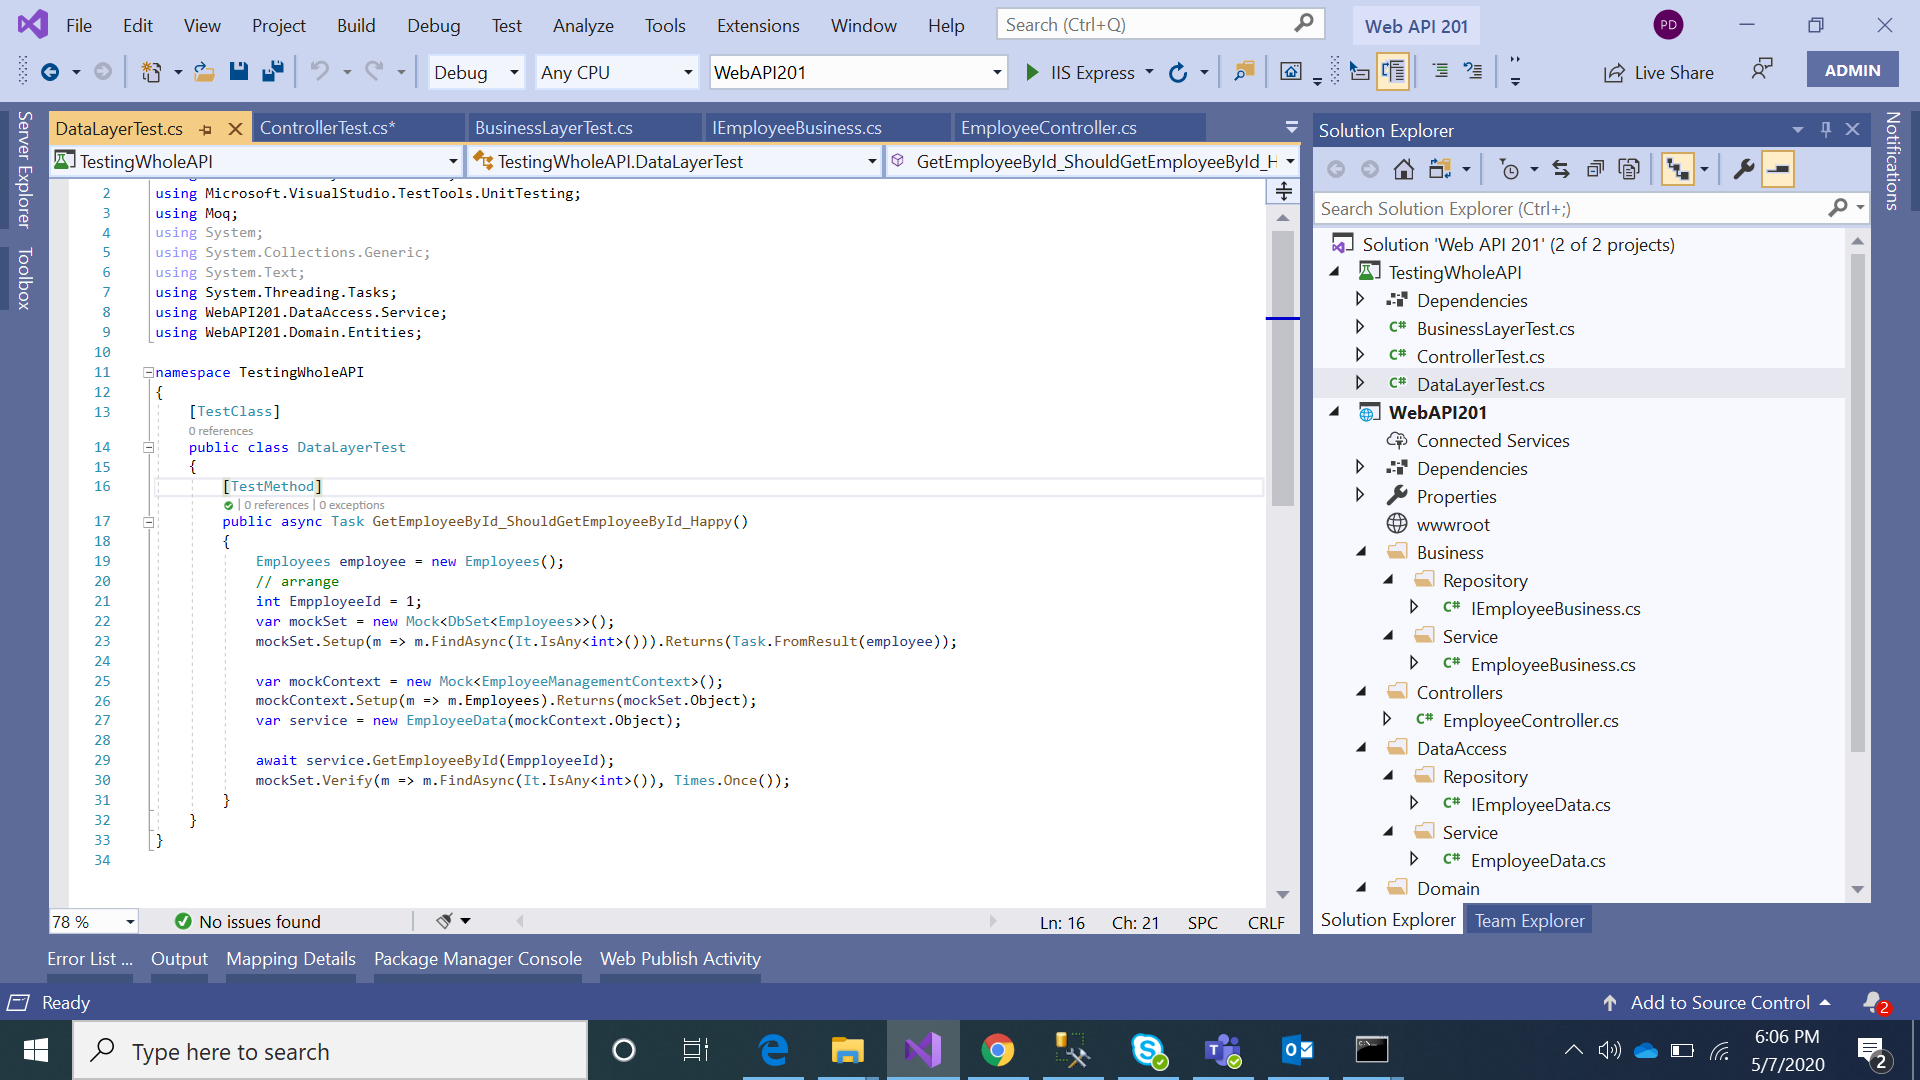 File Edit View Project Build Debug Test Analyze Tools Extensions Window Help Search (Ctrl+Q) Web API 201 PD
Debug Any CPU WebAPI201 IIS Express Live Share ADMIN
Server Explorer
Toolbox
DataLayerTest.cs ControllerTest.cs* BusinessLayerTest.cs IEmployeeBusiness.cs EmployeeController.cs
TestingWholeAPI TestingWholeAPI.DataLayerTest GetEmployeeById_ShouldGetEmployeeById_H
2 using Microsoft.VisualStudio.TestTools.UnitTesting;
3 using Moq;
4 using System;
5 using System.Collections.Generic;
6 using System.Text;
7 using System.Threading.Tasks;
8 using WebAPI201.DataAccess.Service;
9 using WebAPI201.Domain.Entities;
10
11 namespace TestingWholeAPI
12 {
13 [TestClass]
0 references
14 public class DataLayerTest
15 {
16 [TestMethod]
| 0 references | 0 exceptions
17 public async Task GetEmployeeById_ShouldGetEmployeeById_Happy()
18 {
19 Employees employee = new Employees();
20 // arrange
21 int EmpployeeId = 1;
22 var mockSet = new Mock<DbSet<Employees>>();
23 mockSet.Setup(m => m.FindAsync(It.IsAny<int>())).Returns(Task.FromResult(employee));
24
25 var mockContext = new Mock<EmployeeManagementContext>();
26 mockContext.Setup(m => m.Employees).Returns(mockSet.Object);
27 var service = new EmployeeData(mockContext.Object);
28
29 await service.GetEmployeeById(EmpployeeId);
30 mockSet.Verify(m => m.FindAsync(It.IsAny<int>()), Times.Once());
31 }
32 }
33 }
34
78 % No issues found Ln: 16 Ch: 21 SPC CRLF
Solution Explorer
Search Solution Explorer (Ctrl+;)
Solution 'Web API 201' (2 of 2 projects)
TestingWholeAPI
Dependencies
C# BusinessLayerTest.cs
C# ControllerTest.cs
C# DataLayerTest.cs
WebAPI201
Connected Services
Dependencies
Properties
wwwroot
Business
Repository
C# IEmployeeBusiness.cs
Service
C# EmployeeBusiness.cs
Controllers
C# EmployeeController.cs
DataAccess
Repository
C# IEmployeeData.cs
Service
C# EmployeeData.cs
Domain
Solution Explorer Team Explorer
Notifications
Error List ... Output Mapping Details Package Manager Console Web Publish Activity
Ready Add to Source Control 2
Type here to search
6:06 PM
5/7/2020
2